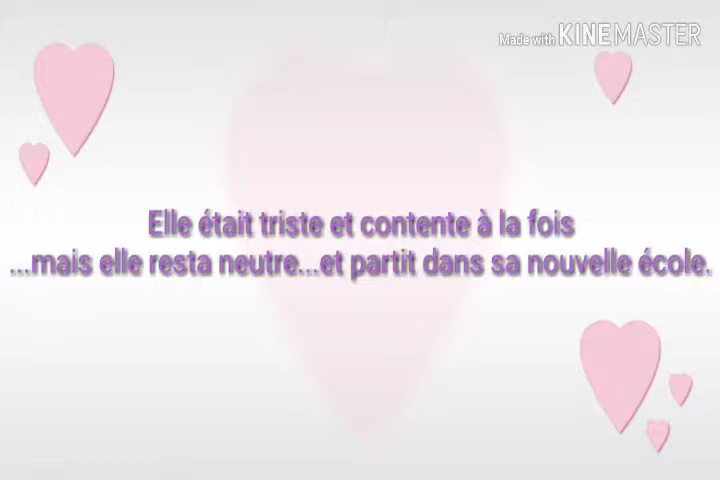 Made with KINEMASTER
Elle était triste et contente à la fois
...mais elle resta neutre...et partit dans sa nouvelle école.